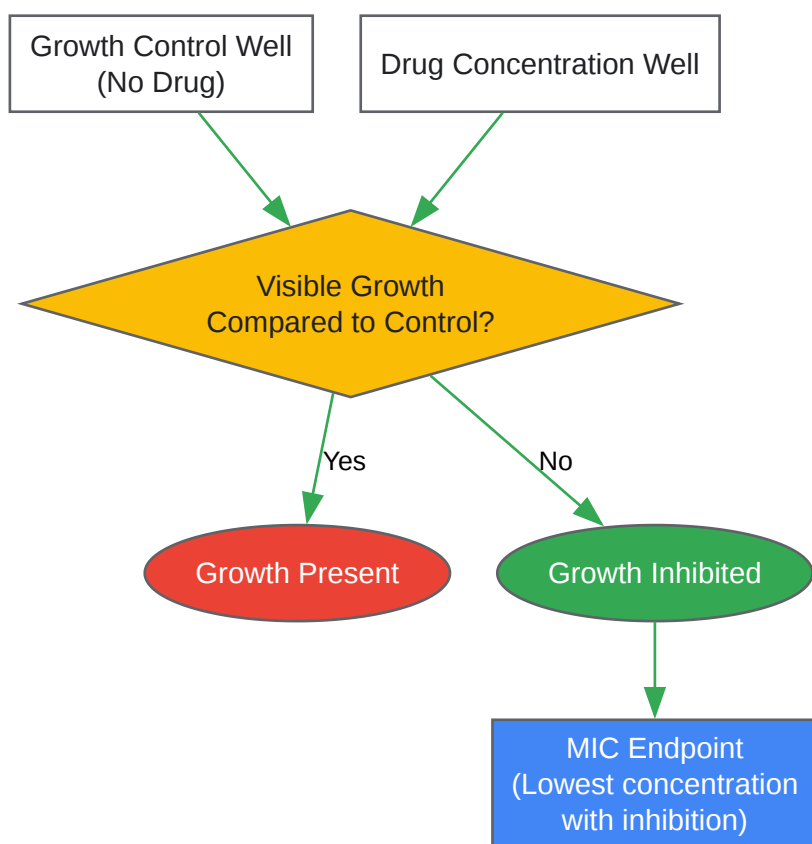 Growth Control Well
(No Drug)
Drug Concentration Well
Visible Growth
Compared to Control?
Yes
No
Growth Present
Growth Inhibited
MIC Endpoint
(Lowest concentration
with inhibition)